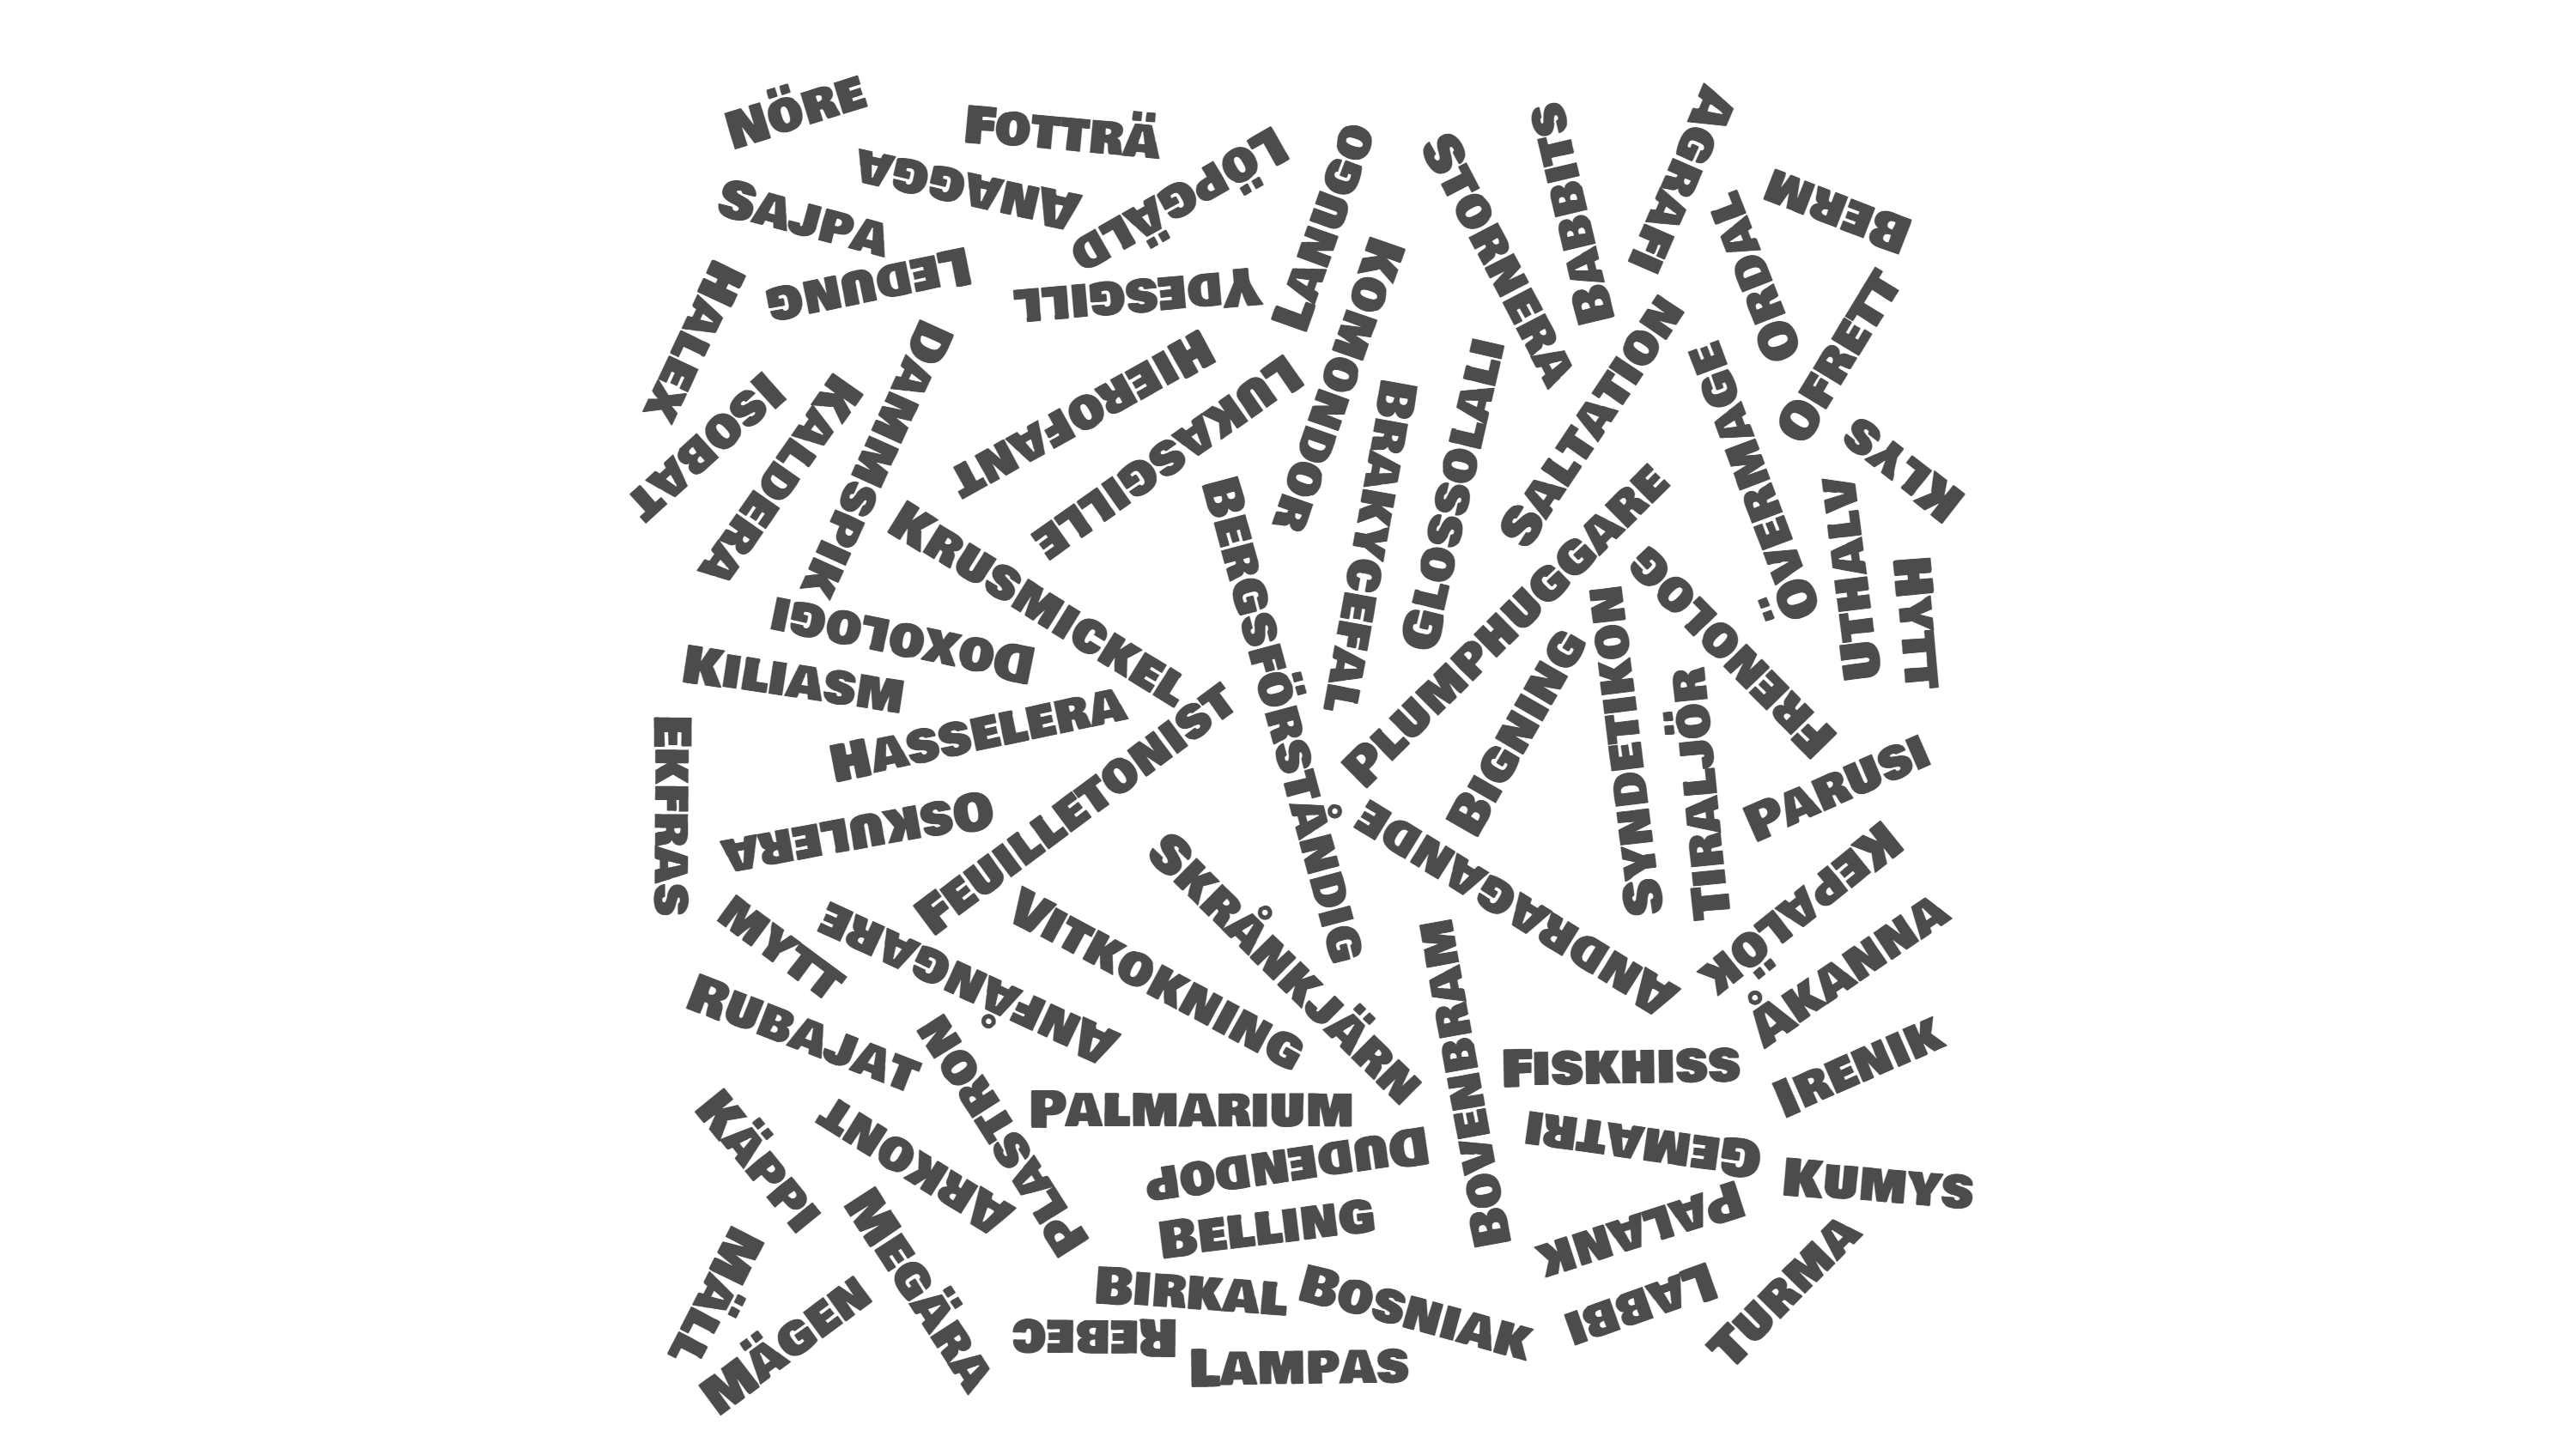 NÖRE
FOTTRÄ
ANAGGA
LÖPGÄLD
SAJPA
LEDUNG
YDESGILL
LANUGO
STORNERA
BABBITS
AGRAFI
BERM
ORDAL
OFRETT
HALEX
ISOBAT
KALDERA
DAMMSPIK
HIEROFANT
LUKASGILLE
KOMONDOR
BRAKYCEFAL
GLOSSOLALI
SALTATION
ÖVERMAGE
KLYS
UTHALV
HYTT
KRUSMICKEL
BERGSFÖRSTÅNDIG
PLUMPHUGGARE
FRENOLOG
DOXOLOGI
KILIASM
HASSELERA
FEUILLETONIST
BIGNING
SYNDETIKON
TIRALJÖR
PARUSI
EKFRAS
OSKULERA
SKRÅNKJÄRN
ANDRAGANDE
KEPALÖK
ÅKANNA
MYTT
ÅNFÅNGARE
VITKOKNING
BOVENBRAM
FISKHISS
IRENIK
RUBAJAT
PLASTRON
PALMARIUM
GEMATRI
KUMYS
KÄPPI
ARKONT
DUDENDOP
BELLING
PALANK
MÄLL
MÄGEN
MEGÄRA
BIRKAL
BOSNIAK
LABBI
TURMA
REBEC
LAMPAS